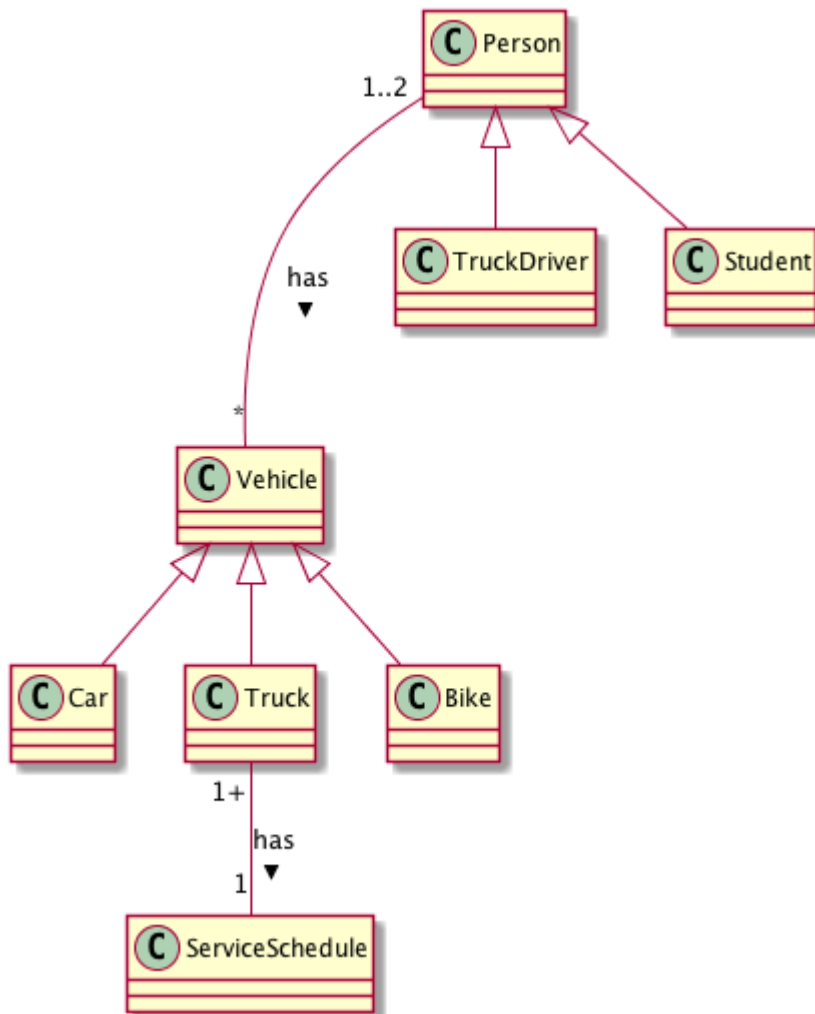 C Person
1..2
C TruckDriver
C Student
has
▼
*
C Vehicle
C Car
C Truck
C Bike
1+
has
▼
1
C ServiceSchedule